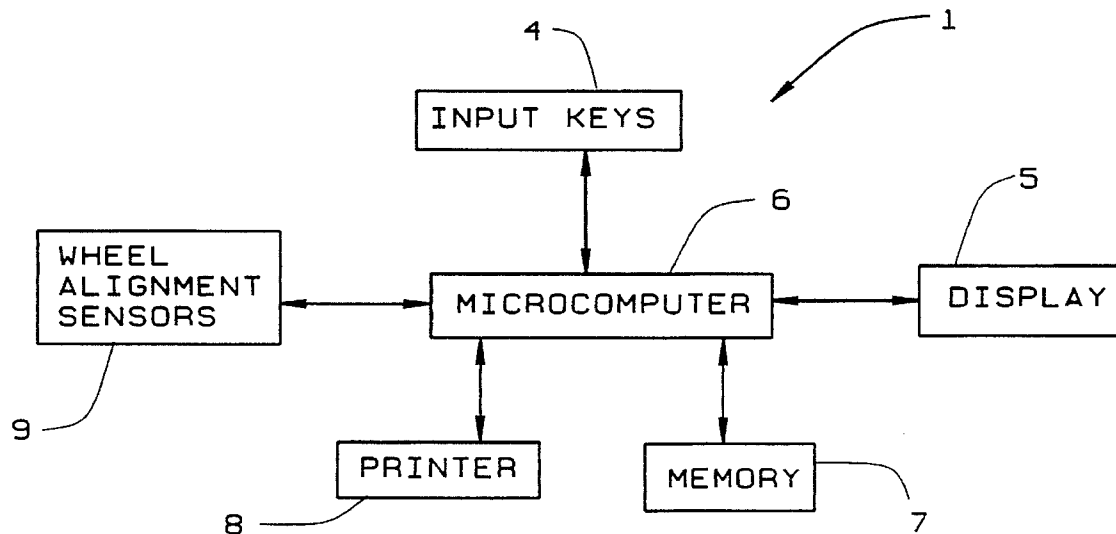 4
1
INPUT KEYS
5
6
WHEEL
ALIGNMENT
SENSORS
MICROCOMPUTER
DISPLAY
9
PRINTER
MEMORY
8
7